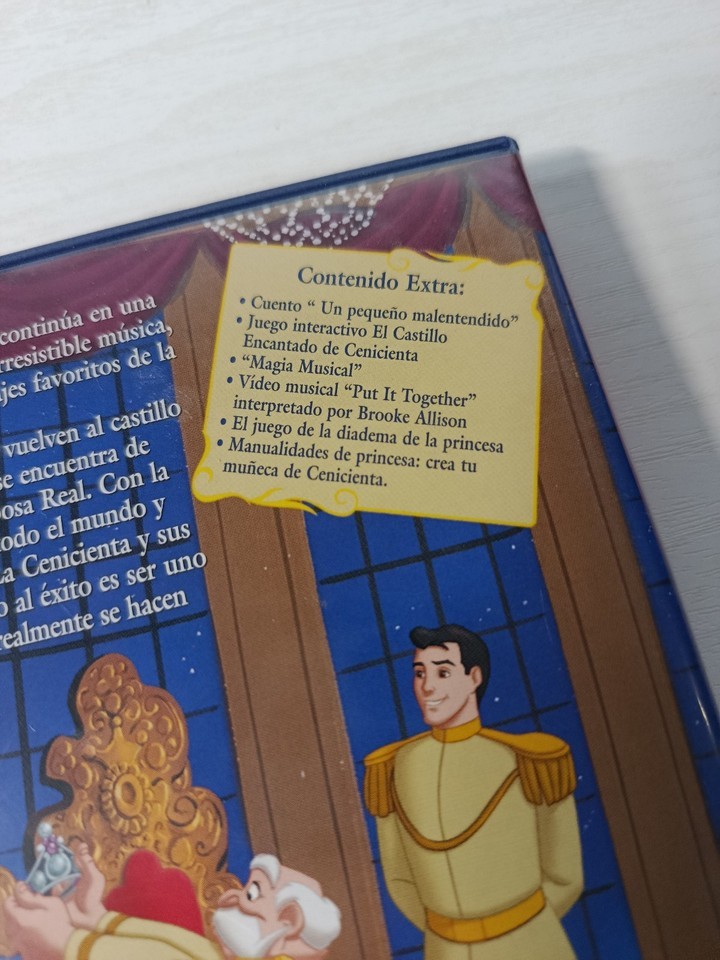 continúa en una
rresistible música,
jes favoritos de la
vuelven al castillo
se encuentra de
osa Real. Con la
todo el mundo y
La Cenicienta y sus
o al éxito es ser uno
realmente se hacen
Contenido Extra:
• Cuento “ Un pequeño malentendido”
• Juego interactivo El Castillo
Encantado de Cenicienta
• “Magia Musical”
• Vídeo musical “Put It Together”
interpretado por Brooke Allison
• El juego de la diadema de la princesa
• Manualidades de princesa: crea tu
muñeca de Cenicienta.